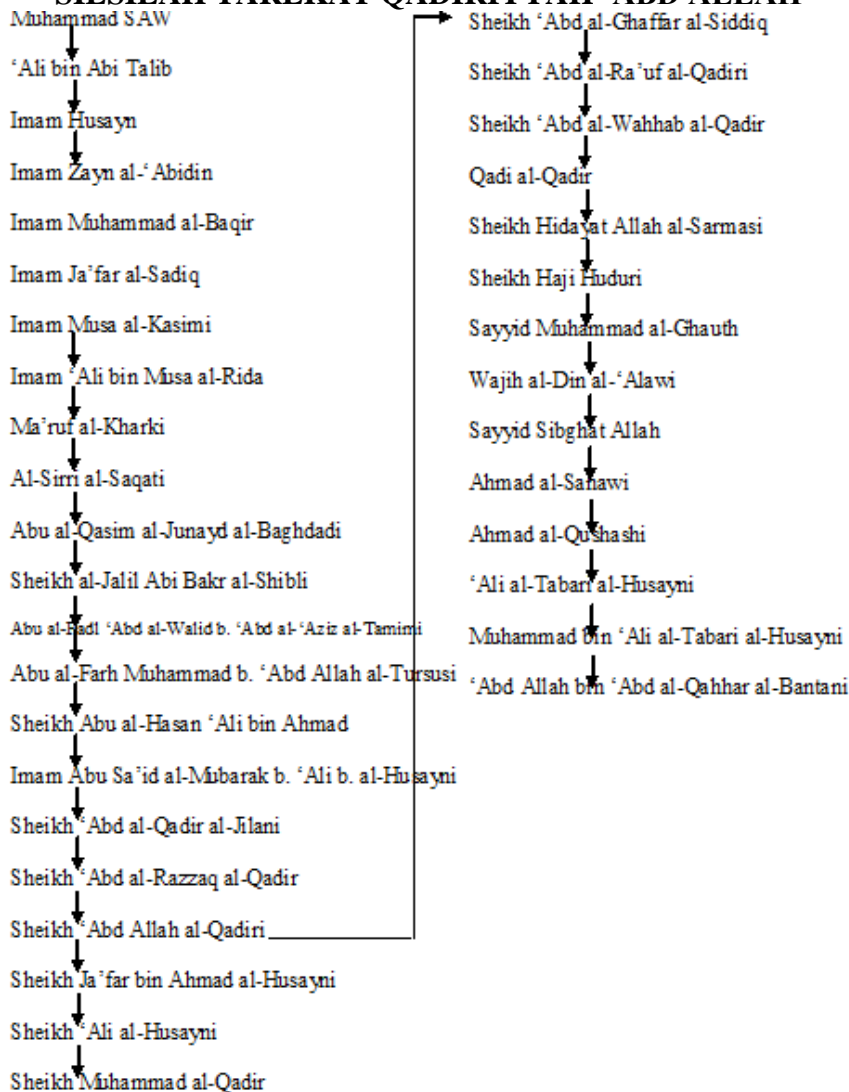 SILSILAH TAREKAT QADIRIYYAH 'ABD ALLAH
Muhammad SAW
‘Ali bin Abi Talib
Imam Husayn
Imam Zayn al-‘Abidin
Imam Muhammad al-Baqir
Imam Ja’far al-Sadiq
Imam Musa al-Kasimi
Imam ‘Ali bin Musa al-Rida
Ma’ruf al-Kharki
Al-Sirri al-Saqati
Abu al-Qasim al-Junayd al-Baghdadi
Sheikh al-Jalil Abi Bakr al-Shibli
Abu al-Fadl ‘Abd al-Walid b. ‘Abd al-‘Aziz al-Tamimi
Abu al-Farh Muhammad b. ‘Abd Allah al-Tursusi
Sheikh Abu al-Hasan ‘Ali bin Ahmad
Imam Abu Sa’id al-Mubarak b. ‘Ali b. al-Husayni
Sheikh ‘Abd al-Qadir al-Jilani
Sheikh ‘Abd al-Razzaq al-Qadir
Sheikh ‘Abd Allah al-Qadiri
Sheikh Ja’far bin Ahmad al-Husayni
Sheikh ‘Ali al-Husayni
Sheikh Muhammad al-Qadir
Sheikh ‘Abd al-Ghaffar al-Siddiq
Sheikh ‘Abd al-Ra’uf al-Qadiri
Sheikh ‘Abd al-Wahhab al-Qadir
Qadi al-Qadir
Sheikh Hidayat Allah al-Sarmasi
Sheikh Haji Huduri
Sayyid Muhammad al-Ghauth
Wajih al-Din al-‘Alawi
Sayyid Sibghat Allah
Ahmad al-Sanawi
Ahmad al-Qushashi
‘Ali al-Tabari al-Husayni
Muhammad bin ‘Ali al-Tabari al-Husayni
‘Abd Allah bin ‘Abd al-Qahhar al-Bantani